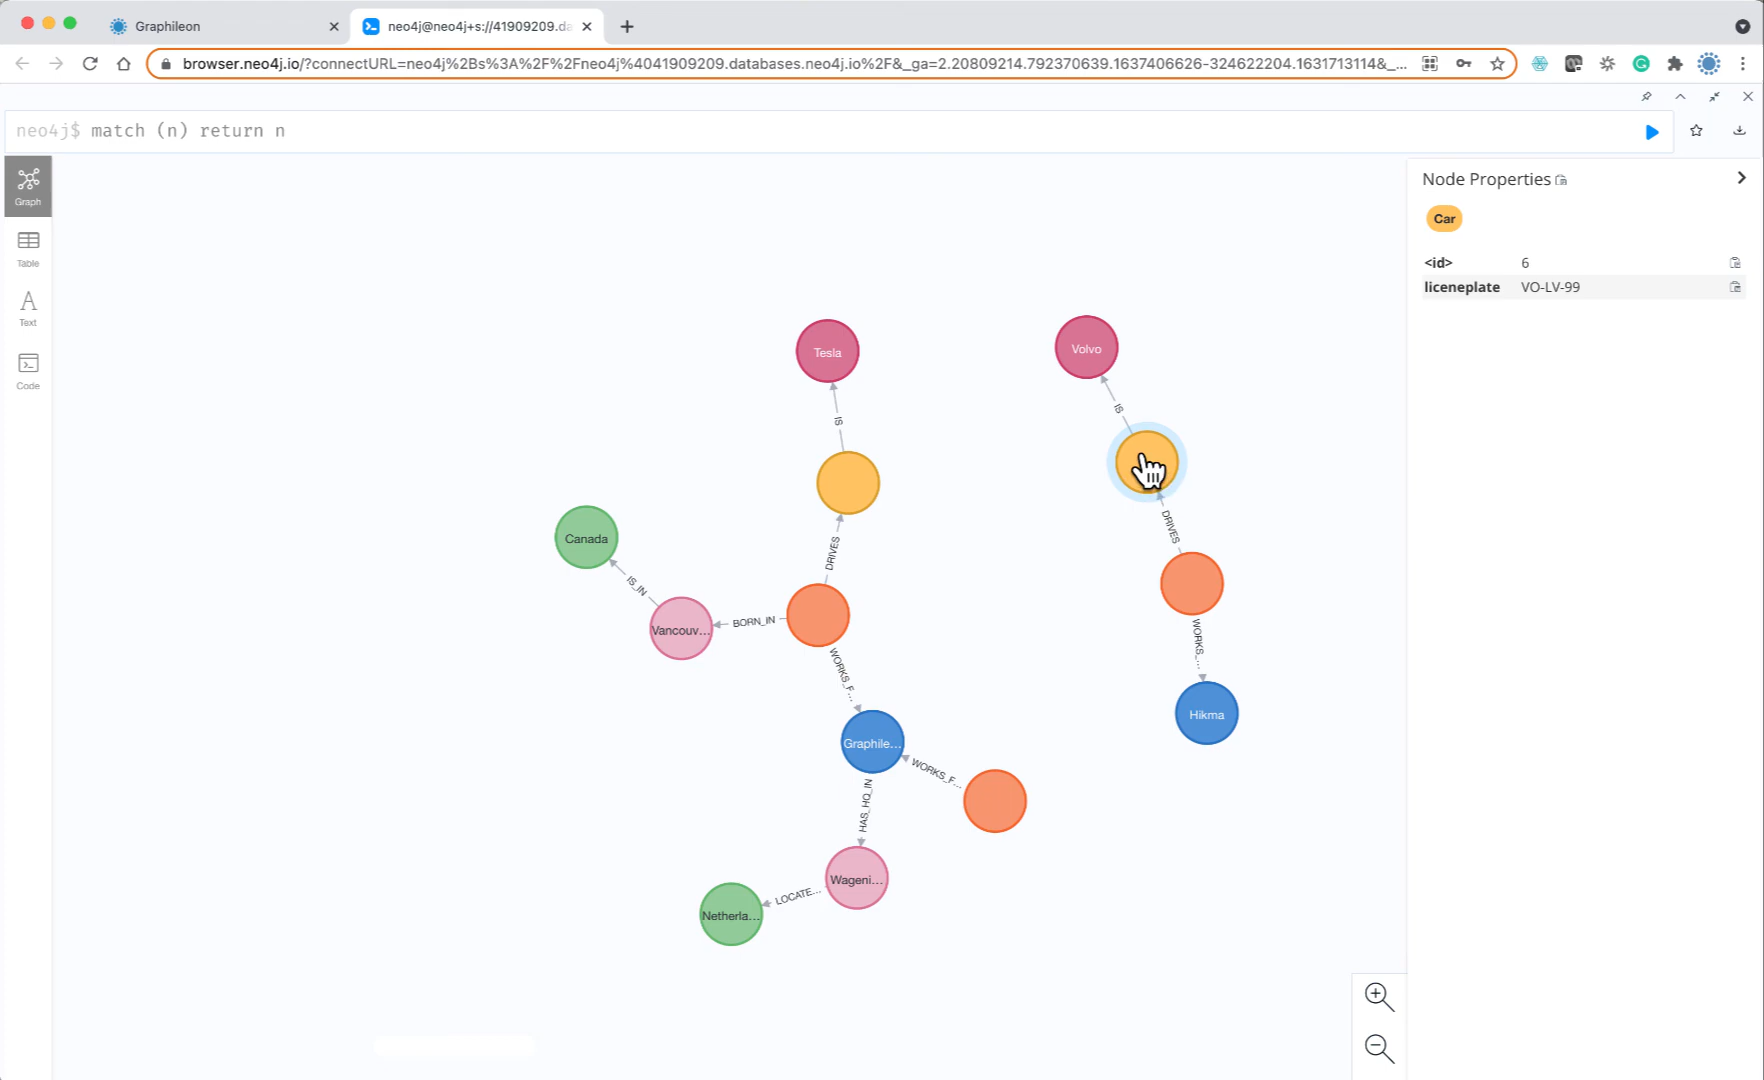 Graphileon
neo4j@neo4j+s://41909209.da
browser.neo4j.io/?connectURL=neo4j%2Bs%3A%2F%2Fneo4j%4041909209.databases.neo4j.io%2F&_ga=2.20809214.792370639.1637406626-324622204.1631713114&_...
neo4j$ match (n) return n
Graph
Table
Text
Code
Node Properties
Car
<id> 6
liceneplate VO-LV-99
Tesla
Volvo
IS
IS
DRIVES
Canada
IS_IN
DRIVES
Vancouv...
BORN_IN
WORKS_F...
WORKS_...
Hikma
Graphile...
WORKS_F...
HAS_HQ_IN
Wageni...
LOCATE...
Netherla...